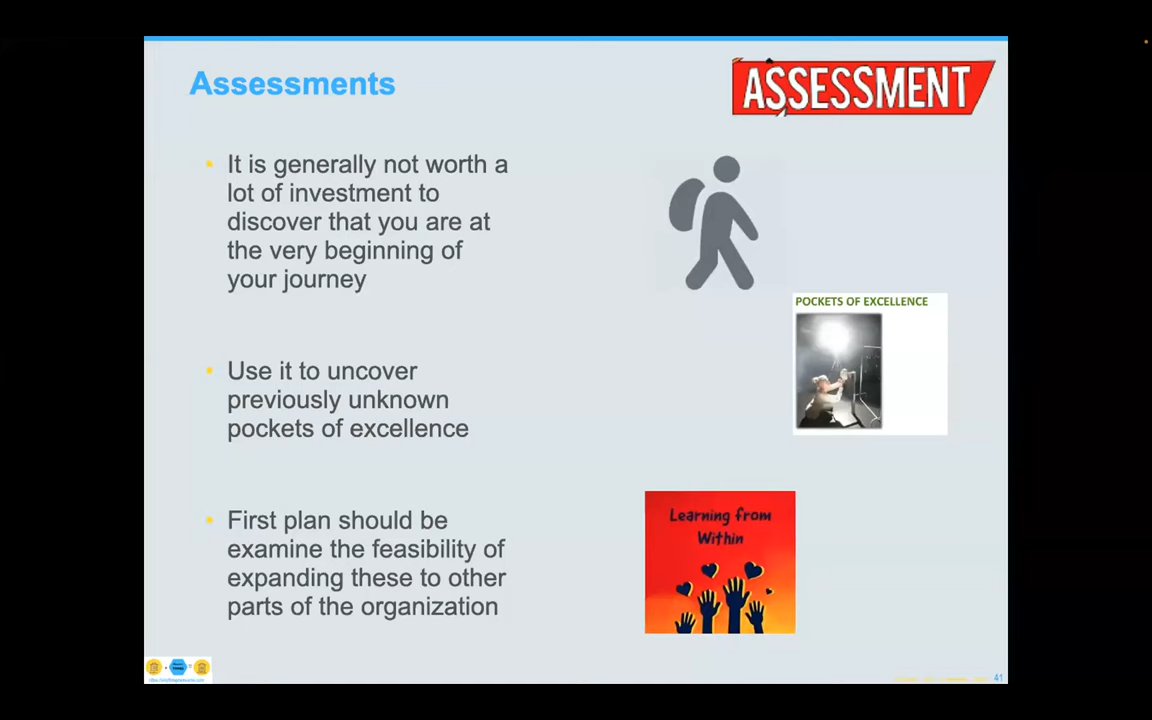 Assessments
ASSESSMENT
It is generally not worth a
lot of investment to
discover that you are at
the very beginning of
your journey
POCKETS OF EXCELLENCE
Use it to uncover
previously unknown
pockets of excellence
Learning from
Within
First plan should be
examine the feasibility of
expanding these to other
parts of the organization
41